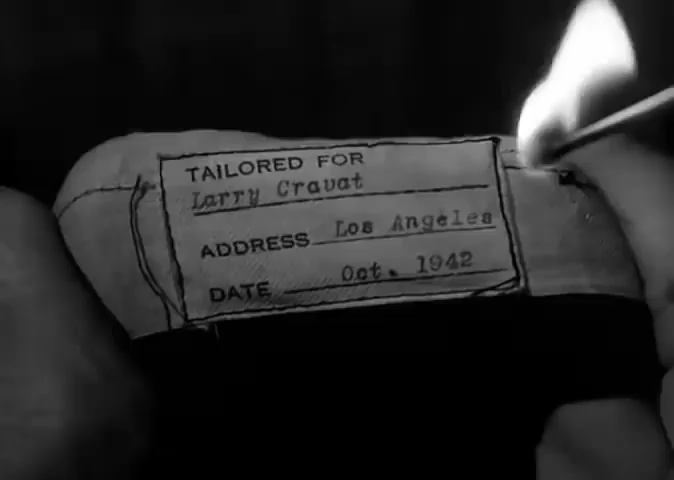 TAILORED FOR
Larry Cravat
ADDRESS Los Angeles
DATE Oct. 1942